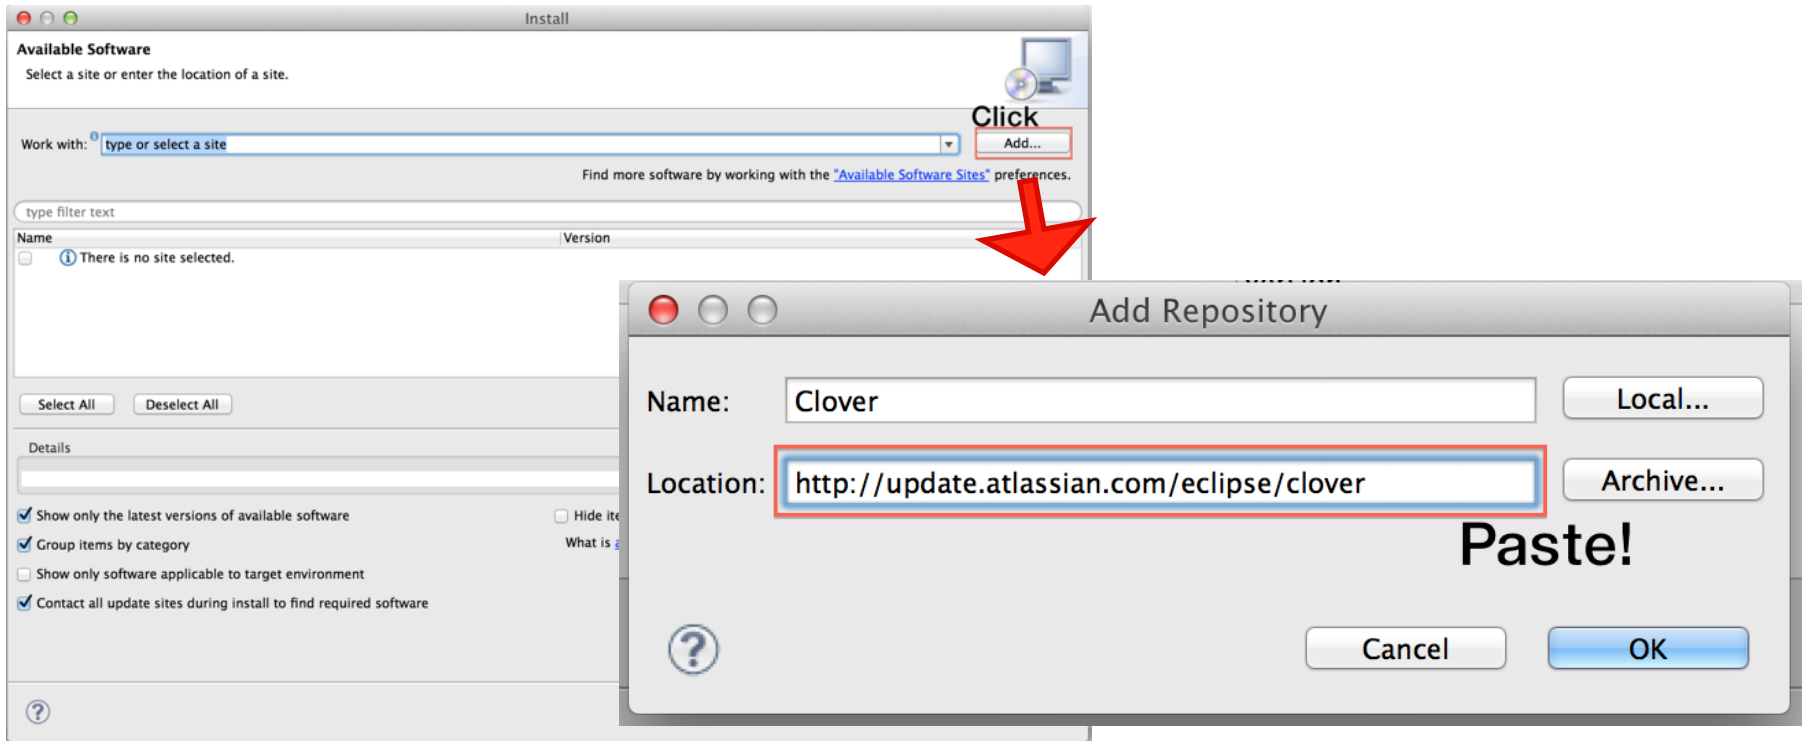 Install
Available Software
Select a site or enter the location of a site.
Click
Work with: type or select a site
Add...
Find more software by working with the "Available Software Sites" preferences.
type filter text
Name Version
There is no site selected.
Select All Deselect All
Details
Show only the latest versions of available software
Hide ite
Group items by category
What is a
Show only software applicable to target environment
Contact all update sites during install to find required software
?
Add Repository
Name: Clover Local...
Location: http://update.atlassian.com/eclipse/clover Archive...
Paste!
? Cancel OK